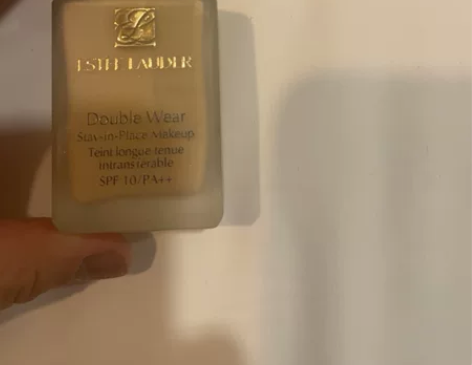 ESTEE LAUDER
Double Wear
Stay-in-Place Makeup
Teint longue tenue
intransférable
SPF 10/PA++